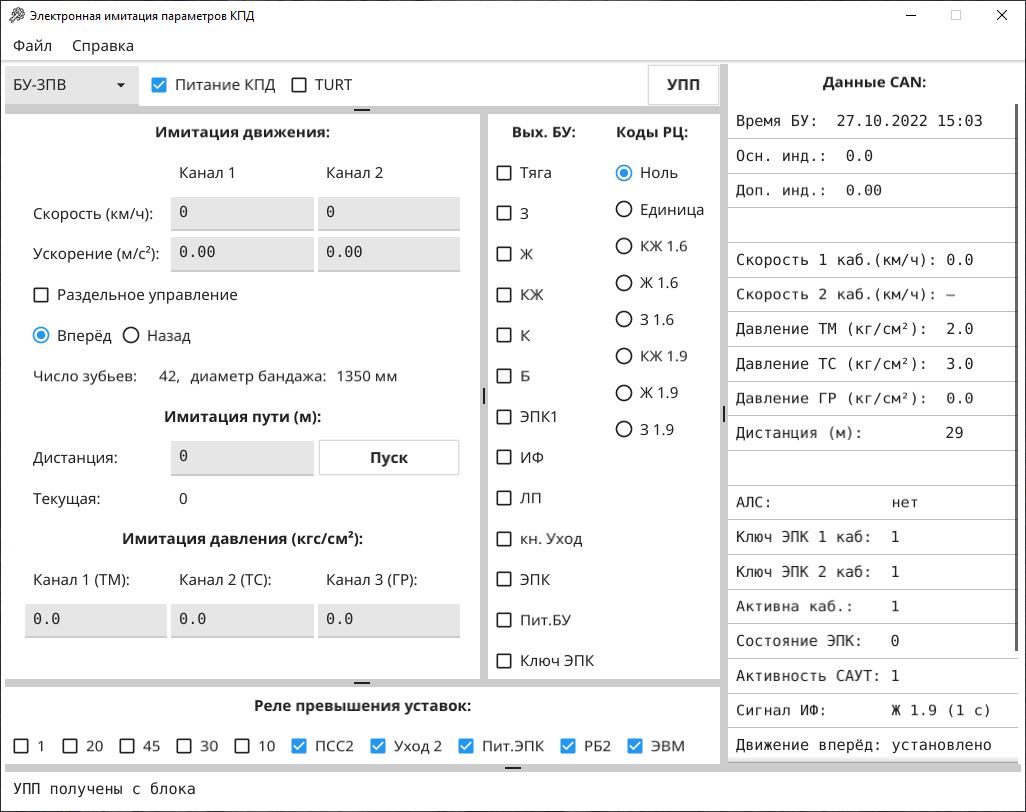 Электронная имитация параметров КПД
Файл Справка
БУ-3ПВ Питание КПД TURT УПП
Имитация движения:
Канал 1 Канал 2
Скорость (км/ч): 0 0
Ускорение (м/с²): 0.00 0.00
Раздельное управление
Вперёд Назад
Число зубьев: 42, диаметр бандажа: 1350 мм
Имитация пути (м):
Дистанция: 0 Пуск
Текущая: 0
Имитация давления (кгс/см²):
Канал 1 (ТМ): Канал 2 (ТС): Канал 3 (ГР):
0.0 0.0 0.0
Вых. БУ:
Тяга
З
Ж
КЖ
К
Б
ЭПК1
ИФ
ЛП
кн. Уход
ЭПК
Пит.БУ
Ключ ЭПК
Коды РЦ:
Ноль
Единица
КЖ 1.6
Ж 1.6
З 1.6
КЖ 1.9
Ж 1.9
З 1.9
Реле превышения уставок:
1 20 45 30 10 ПСС2 Уход 2 Пит.ЭПК РБ2 ЭВМ
Данные CAN:
Время БУ: 27.10.2022 15:03
Осн. инд.: 0.0
Доп. инд.: 0.00
Скорость 1 каб.(км/ч): 0.0
Скорость 2 каб.(км/ч): —
Давление ТМ (кг/см²): 2.0
Давление ТС (кг/см²): 3.0
Давление ГР (кг/см²): 0.0
Дистанция (м): 29
АЛС: нет
Ключ ЭПК 1 каб: 1
Ключ ЭПК 2 каб: 1
Активна каб.: 1
Состояние ЭПК: 0
Активность САУТ: 1
Сигнал ИФ: Ж 1.9 (1 с)
Движение вперёд: установлено
УПП получены с блока